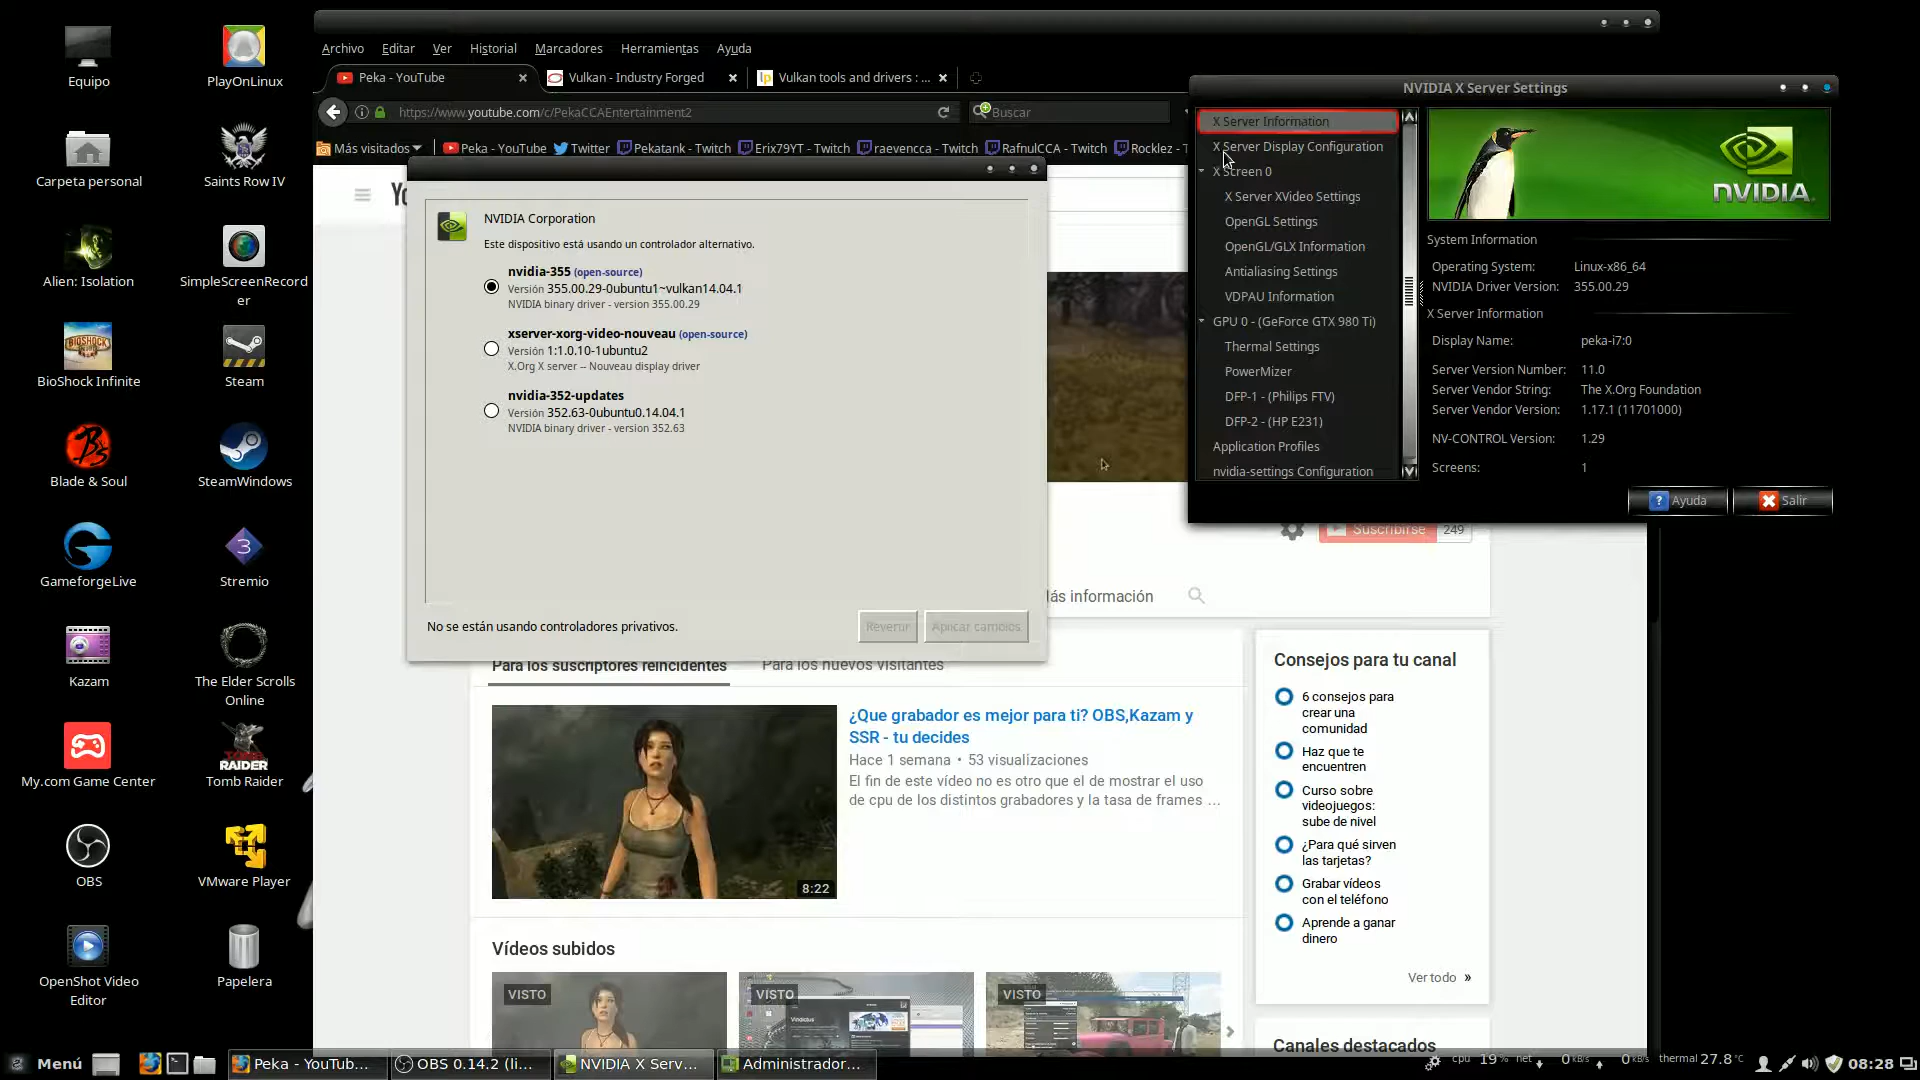 Equipo
PlayOnLinux
Carpeta personal
Saints Row IV
Alien: Isolation
SimpleScreenRecord
er
BioShock Infinite
Steam
Blade & Soul
SteamWindows
GameforgeLive
Stremio
Kazam
The Elder Scrolls
Online
My.com Game Center
Tomb Raider
OBS
VMware Player
OpenShot Video
Editor
Papelera
Archivo Editar Ver Historial Marcadores Herramientas Ayuda
Peka - YouTube
Vulkan - Industry Forged
Vulkan tools and drivers : ...
https://www.youtube.com/c/PekaCCAEntertainment2
Buscar
Más visitados
Peka - YouTube
Twitter
Pekatank - Twitch
Erix79YT - Twitch
raevencca - Twitch
RafnulCCA - Twitch
Rocklez - T
NVIDIA Corporation
Este dispositivo está usando un controlador alternativo.
nvidia-355 (open-source)
Versión 355.00.29-0ubuntu1~vulkan14.04.1
NVIDIA binary driver - version 355.00.29
xserver-xorg-video-nouveau (open-source)
Versión 1:1.0.10-1ubuntu2
X.Org X server -- Nouveau display driver
nvidia-352-updates
Versión 352.63-0ubuntu0.14.04.1
NVIDIA binary driver - version 352.63
No se están usando controladores privativos.
Revertir
Aplicar cambios
NVIDIA X Server Settings
X Server Information
X Server Display Configuration
X Screen 0
X Server XVideo Settings
OpenGL Settings
OpenGL/GLX Information
Antialiasing Settings
VDPAU Information
GPU 0 - (GeForce GTX 980 Ti)
Thermal Settings
PowerMizer
DFP-1 - (Philips FTV)
DFP-2 - (HP E231)
Application Profiles
nvidia-settings Configuration
NVIDIA.
System Information
Operating System: Linux-x86_64
NVIDIA Driver Version: 355.00.29
X Server Information
Display Name: peka-i7:0
Server Version Number: 11.0
Server Vendor String: The X.Org Foundation
Server Vendor Version: 1.17.1 (11701000)
NV-CONTROL Version: 1.29
Screens: 1
Ayuda
Salir
Suscribirse 249
ás información
Para los suscriptores reincidentes
Para los nuevos visitantes
¿Que grabador es mejor para ti? OBS,Kazam y
SSR - tu decides
Hace 1 semana • 53 visualizaciones
El fin de este vídeo no es otro que el de mostrar el uso
de cpu de los distintos grabadores y la tasa de frames ...
8:22
Vídeos subidos
VISTO
VISTO
VISTO
Consejos para tu canal
6 consejos para
crear una
comunidad
Haz que te
encuentren
Curso sobre
videojuegos:
sube de nivel
¿Para qué sirven
las tarjetas?
Grabar vídeos
con el teléfono
Aprende a ganar
dinero
Ver todo »
Canales destacados
Menú
Peka - YouTub...
OBS 0.14.2 (li...
NVIDIA X Serv...
Administrador...
cpu 19 % net 0 kB/s 0 kB/s thermal 27.8 °C
08:28